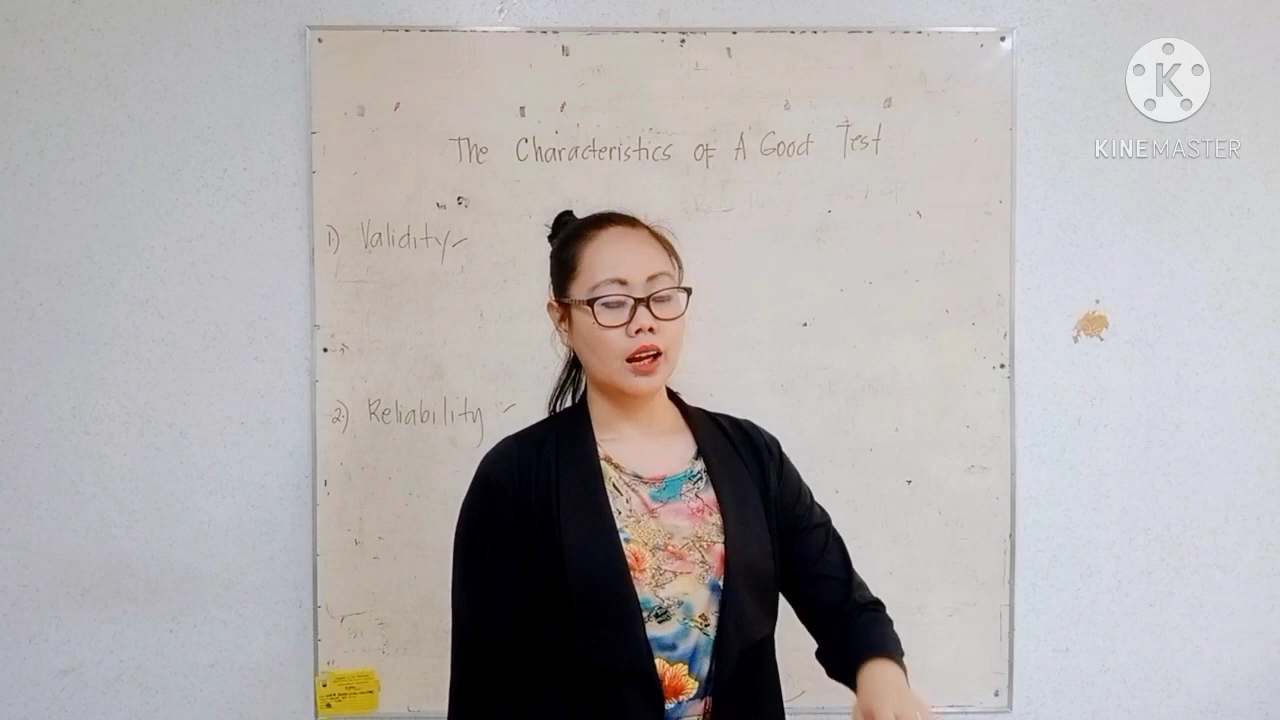 The Characteristics of A Good Test
1) Validity-
2) Reliability -
K
KINEMASTER